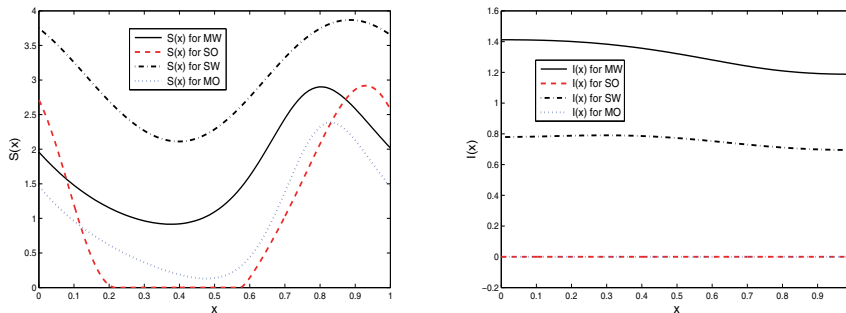 4
3.5
3
2.5
2
1.5
1
0.5
0
S(x)
S(x) for MW
S(x) for SO
S(x) for SW
S(x) for MO
0 0.1 0.2 0.3 0.4 0.5 0.6 0.7 0.8 0.9 1
x
1.6
1.4
1.2
1
0.8
0.6
0.4
0.2
0
-0.2
I(x)
I(x) for MW
I(x) for SO
I(x) for SW
I(x) for MO
0 0.1 0.2 0.3 0.4 0.5 0.6 0.7 0.8 0.9
x